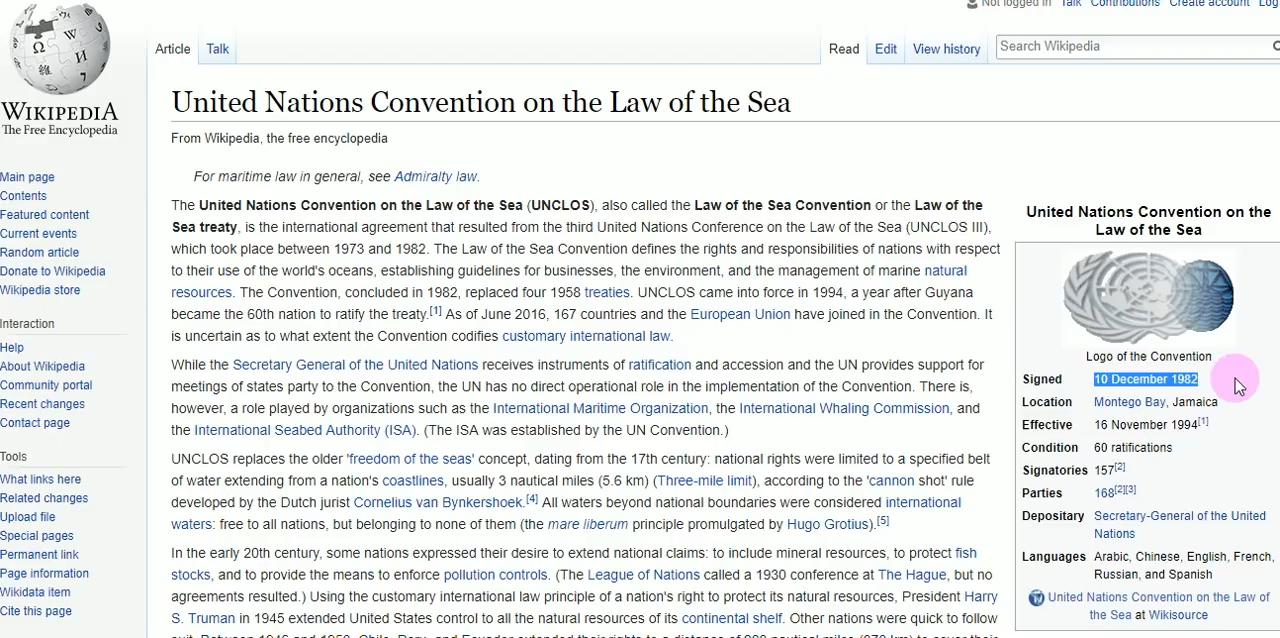 Not logged in Talk Contributions Create account Log
Article Talk Read Edit View history Search Wikipedia
WIKIPEDIA
The Free Encyclopedia
United Nations Convention on the Law of the Sea
From Wikipedia, the free encyclopedia
Main page
Contents
Featured content
Current events
Random article
Donate to Wikipedia
Wikipedia store
Interaction
Help
About Wikipedia
Community portal
Recent changes
Contact page
Tools
What links here
Related changes
Upload file
Special pages
Permanent link
Page information
Wikidata item
Cite this page
For maritime law in general, see Admiralty law.
The United Nations Convention on the Law of the Sea (UNCLOS), also called the Law of the Sea Convention or the Law of the
Sea treaty, is the international agreement that resulted from the third United Nations Conference on the Law of the Sea (UNCLOS III),
which took place between 1973 and 1982. The Law of the Sea Convention defines the rights and responsibilities of nations with respect
to their use of the world's oceans, establishing guidelines for businesses, the environment, and the management of marine natural
resources. The Convention, concluded in 1982, replaced four 1958 treaties. UNCLOS came into force in 1994, a year after Guyana
became the 60th nation to ratify the treaty.[1] As of June 2016, 167 countries and the European Union have joined in the Convention. It
is uncertain as to what extent the Convention codifies customary international law.
While the Secretary General of the United Nations receives instruments of ratification and accession and the UN provides support for
meetings of states party to the Convention, the UN has no direct operational role in the implementation of the Convention. There is,
however, a role played by organizations such as the International Maritime Organization, the International Whaling Commission, and
the International Seabed Authority (ISA). (The ISA was established by the UN Convention.)
UNCLOS replaces the older 'freedom of the seas' concept, dating from the 17th century: national rights were limited to a specified belt
of water extending from a nation's coastlines, usually 3 nautical miles (5.6 km) (Three-mile limit), according to the 'cannon shot' rule
developed by the Dutch jurist Cornelius van Bynkershoek.[4] All waters beyond national boundaries were considered international
waters: free to all nations, but belonging to none of them (the mare liberum principle promulgated by Hugo Grotius).[5]
In the early 20th century, some nations expressed their desire to extend national claims: to include mineral resources, to protect fish
stocks, and to provide the means to enforce pollution controls. (The League of Nations called a 1930 conference at The Hague, but no
agreements resulted.) Using the customary international law principle of a nation's right to protect its natural resources, President Harry
S. Truman in 1945 extended United States control to all the natural resources of its continental shelf. Other nations were quick to follow
United Nations Convention on the
Law of the Sea
Logo of the Convention
Signed 10 December 1982
Location Montego Bay, Jamaica
Effective 16 November 1994[1]
Condition 60 ratifications
Signatories 157[2]
Parties 168[2][3]
Depositary Secretary-General of the United
Nations
Languages Arabic, Chinese, English, French,
Russian, and Spanish
United Nations Convention on the Law of
the Sea at Wikisource